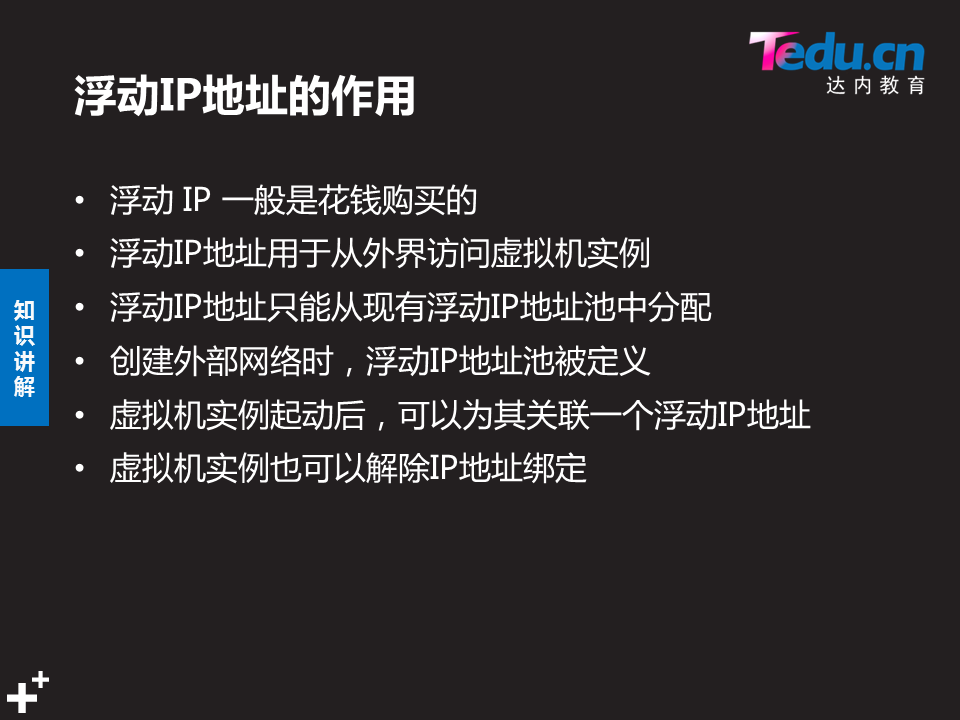 Tedu.cn
达内教育
浮动IP地址的作用
• 浮动 IP 一般是花钱购买的
• 浮动IP地址用于从外界访问虚拟机实例
• 浮动IP地址只能从现有浮动IP地址池中分配
• 创建外部网络时，浮动IP地址池被定义
• 虚拟机实例起动后，可以为其关联一个浮动IP地址
• 虚拟机实例也可以解除IP地址绑定
知
识
讲
解